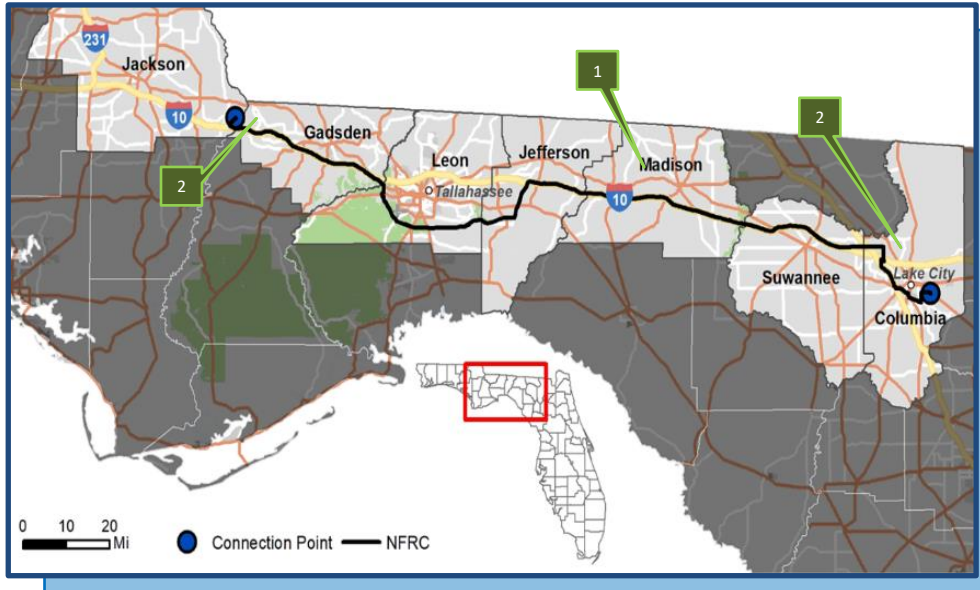 231
Jackson
10
Gadsden
Leon
Tallahassee
Jefferson
1
Madison
2
2
10
Suwannee
Lake City
Columbia
0 10 20
Mi
Connection Point
NFRC